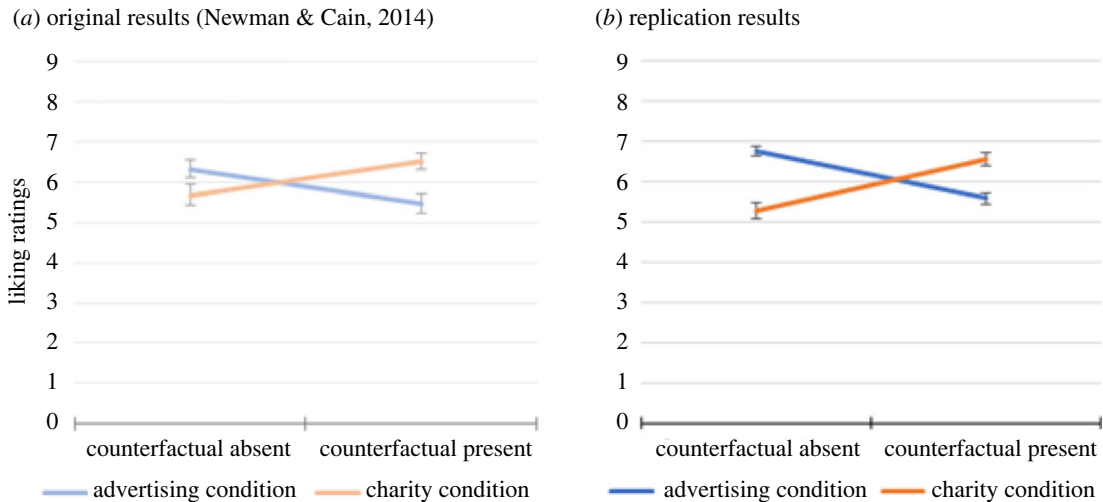 (a) original results (Newman & Cain, 2014)
(b) replication results
9
8
7
6
5
4
3
2
1
0
liking ratings
counterfactual absent
counterfactual present
advertising condition
charity condition
9
8
7
6
5
4
3
2
1
0
counterfactual absent
counterfactual present
advertising condition
charity condition